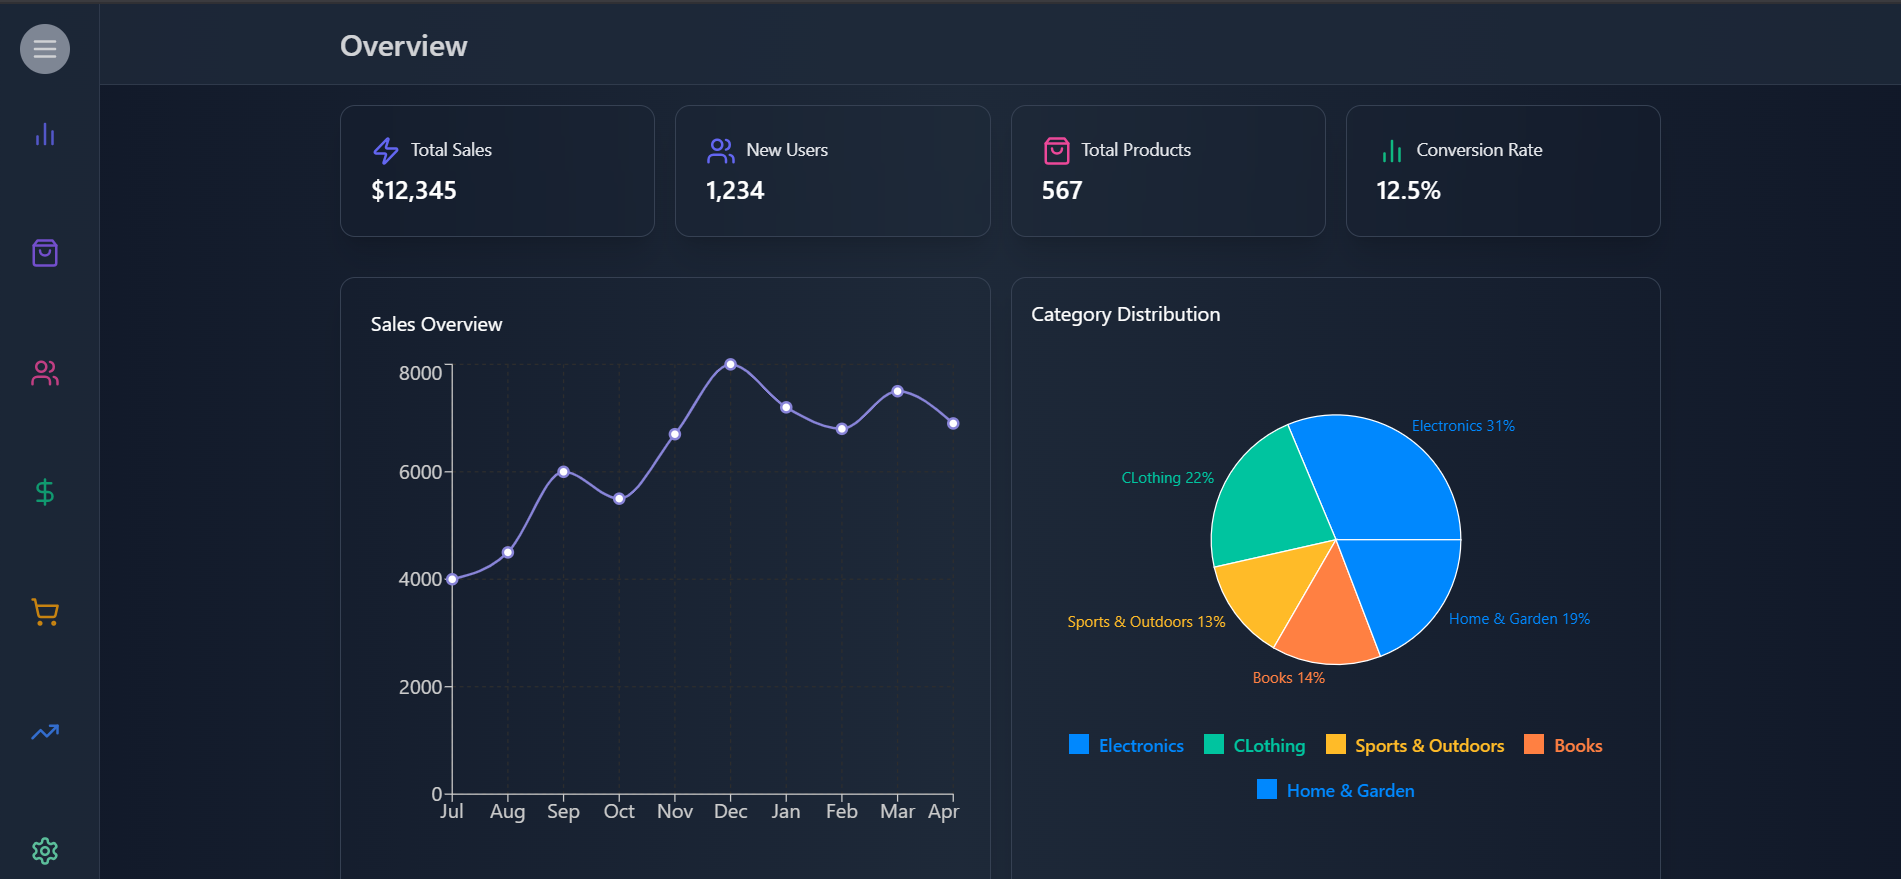 Overview
Total Sales
$12,345
New Users
1,234
Total Products
567
Conversion Rate
12.5%
Sales Overview
8000
6000
4000
2000
0
Jul Aug Sep Oct Nov Dec Jan Feb Mar Apr
Category Distribution
Electronics 31%
CLothing 22%
Sports & Outdoors 13%
Home & Garden 19%
Books 14%
Electronics CLothing Sports & Outdoors Books
Home & Garden